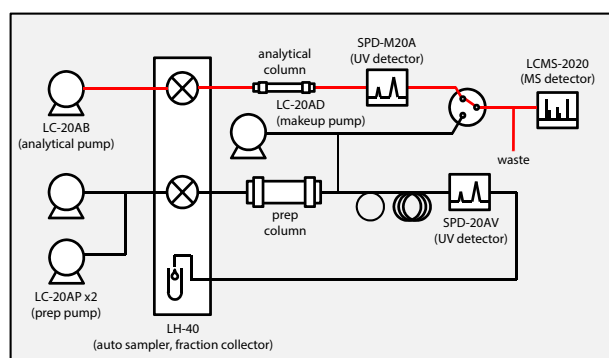 SPD-M20A
(UV detector)
LCMS-2020
(MS detector)
analytical
column
LC-20AD
(makeup pump)
LC-20AB
(analytical pump)
waste
prep
column
SPD-20AV
(UV detector)
LC-20AP x2
(prep pump)
LH-40
(auto sampler, fraction collector)